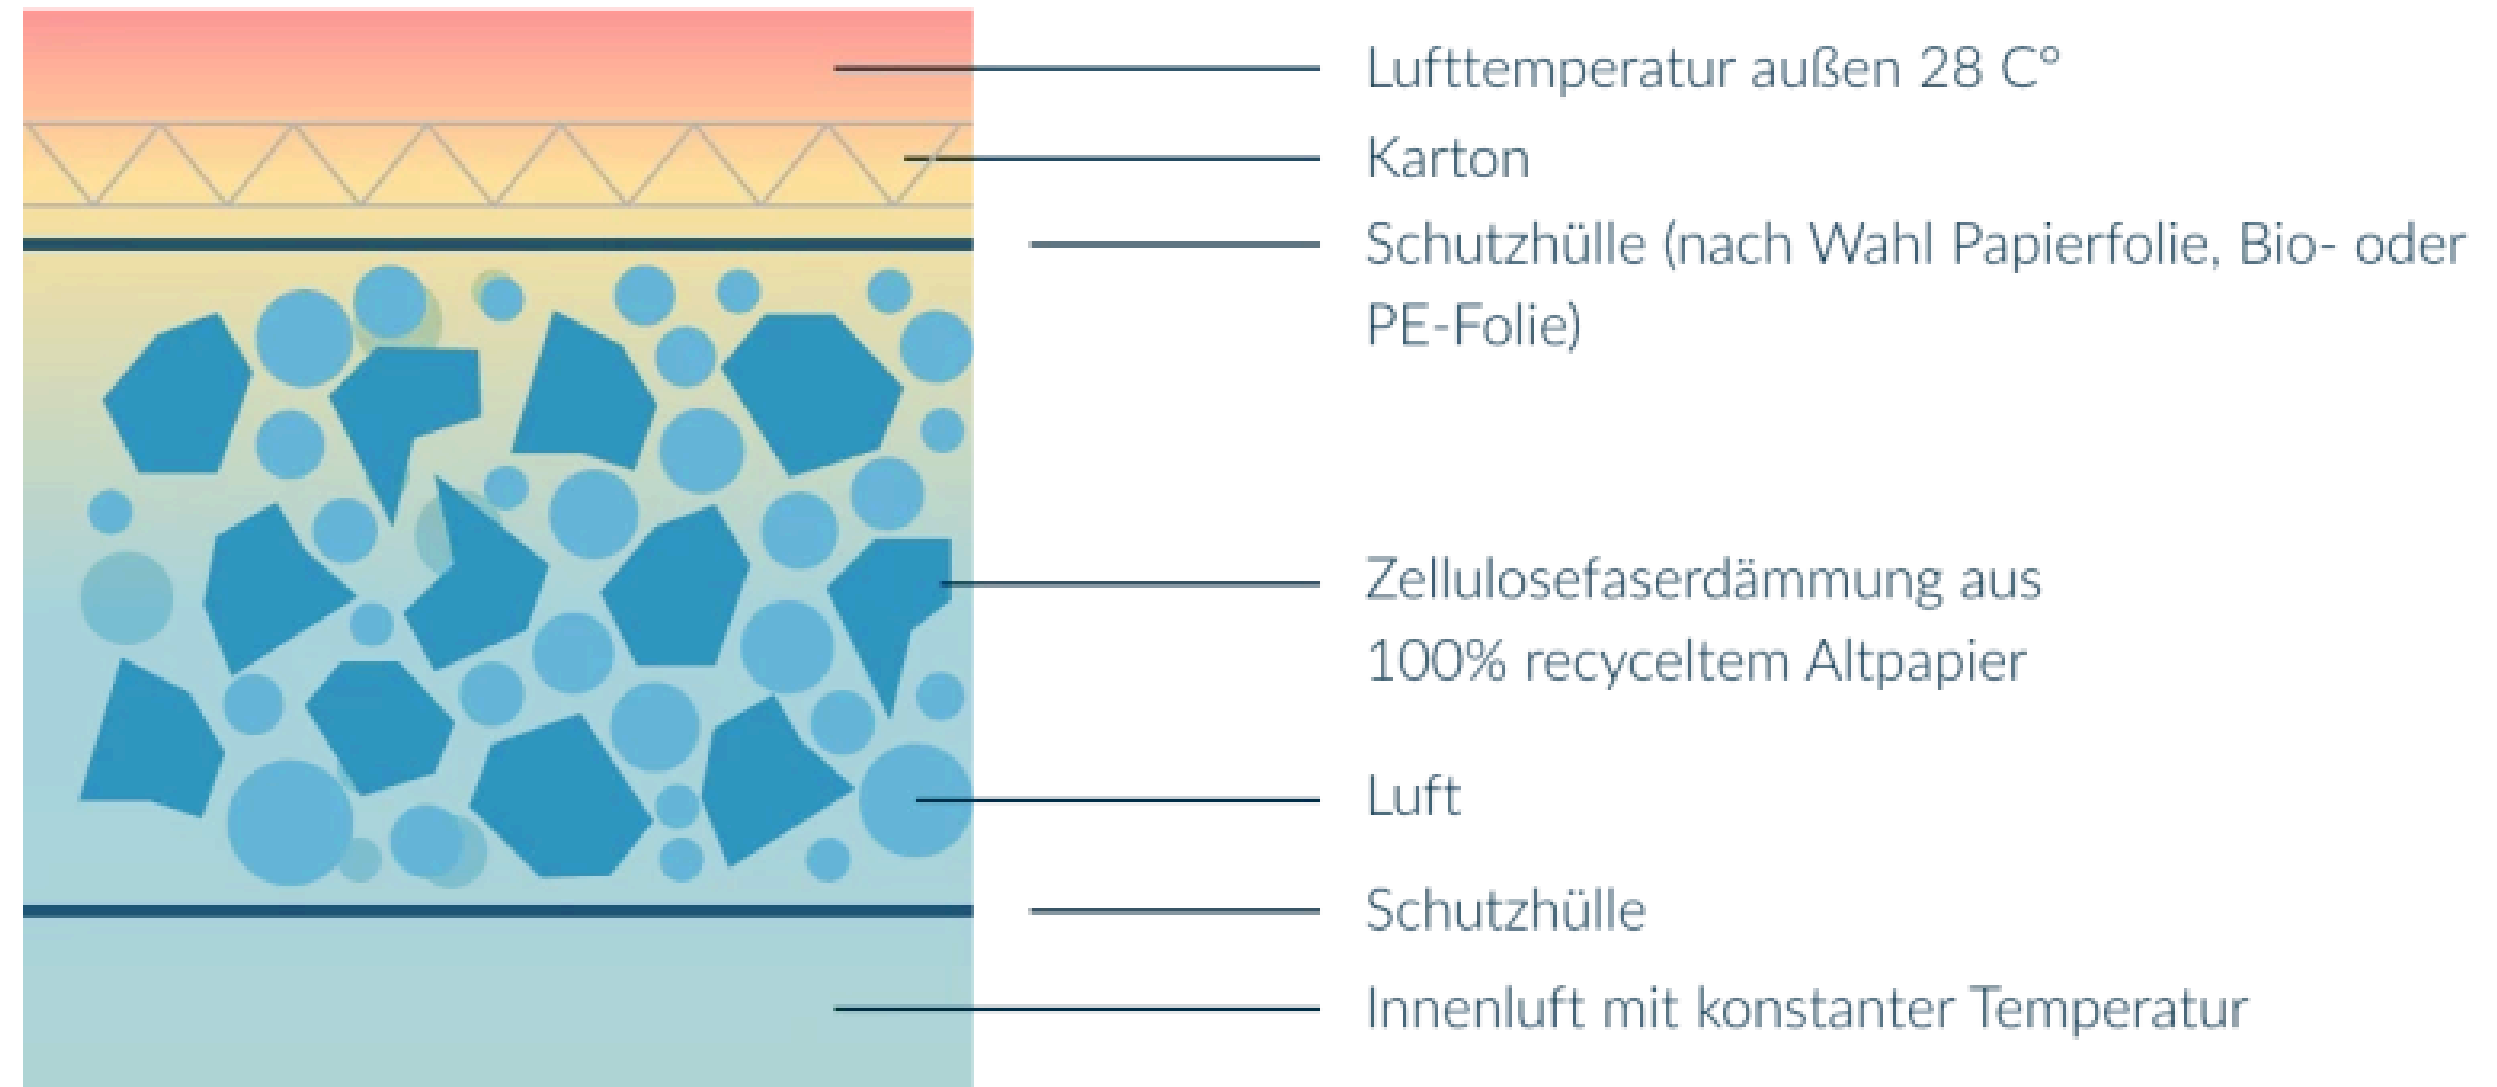 Lufttemperatur außen 28 C°
Karton
Schutzhülle (nach Wahl Papierfolie, Bio- oder
PE-Folie)
Zellulosefaserdämmung aus
100% recyceltem Altpapier
Luft
Schutzhülle
Innenluft mit konstanter Temperatur